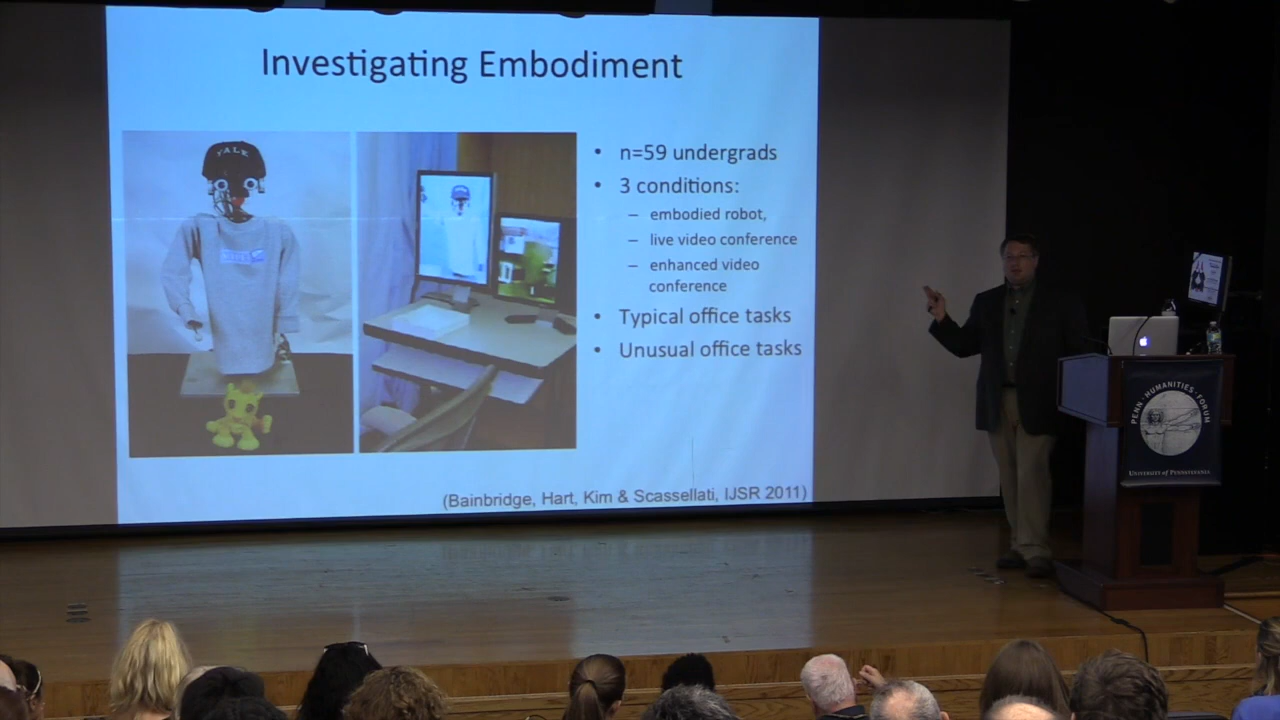 Investigating Embodiment
YALE
• n=59 undergrads
• 3 conditions:
– embodied robot,
– live video conference
– enhanced video
conference
• Typical office tasks
• Unusual office tasks
(Bainbridge, Hart, Kim & Scassellati, IJSR 2011)
PENN · HUMANITIES · FORUM
UNIVERSITY of PENNSYLVANIA